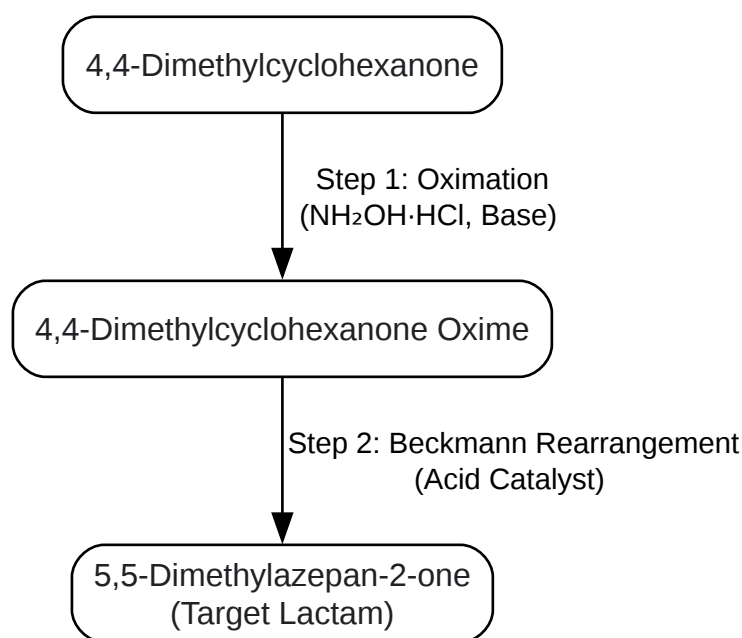 4,4-Dimethylcyclohexanone
Step 1: Oximation
(NH₂OH·HCl, Base)
4,4-Dimethylcyclohexanone Oxime
Step 2: Beckmann Rearrangement
(Acid Catalyst)
5,5-Dimethylazepan-2-one
(Target Lactam)